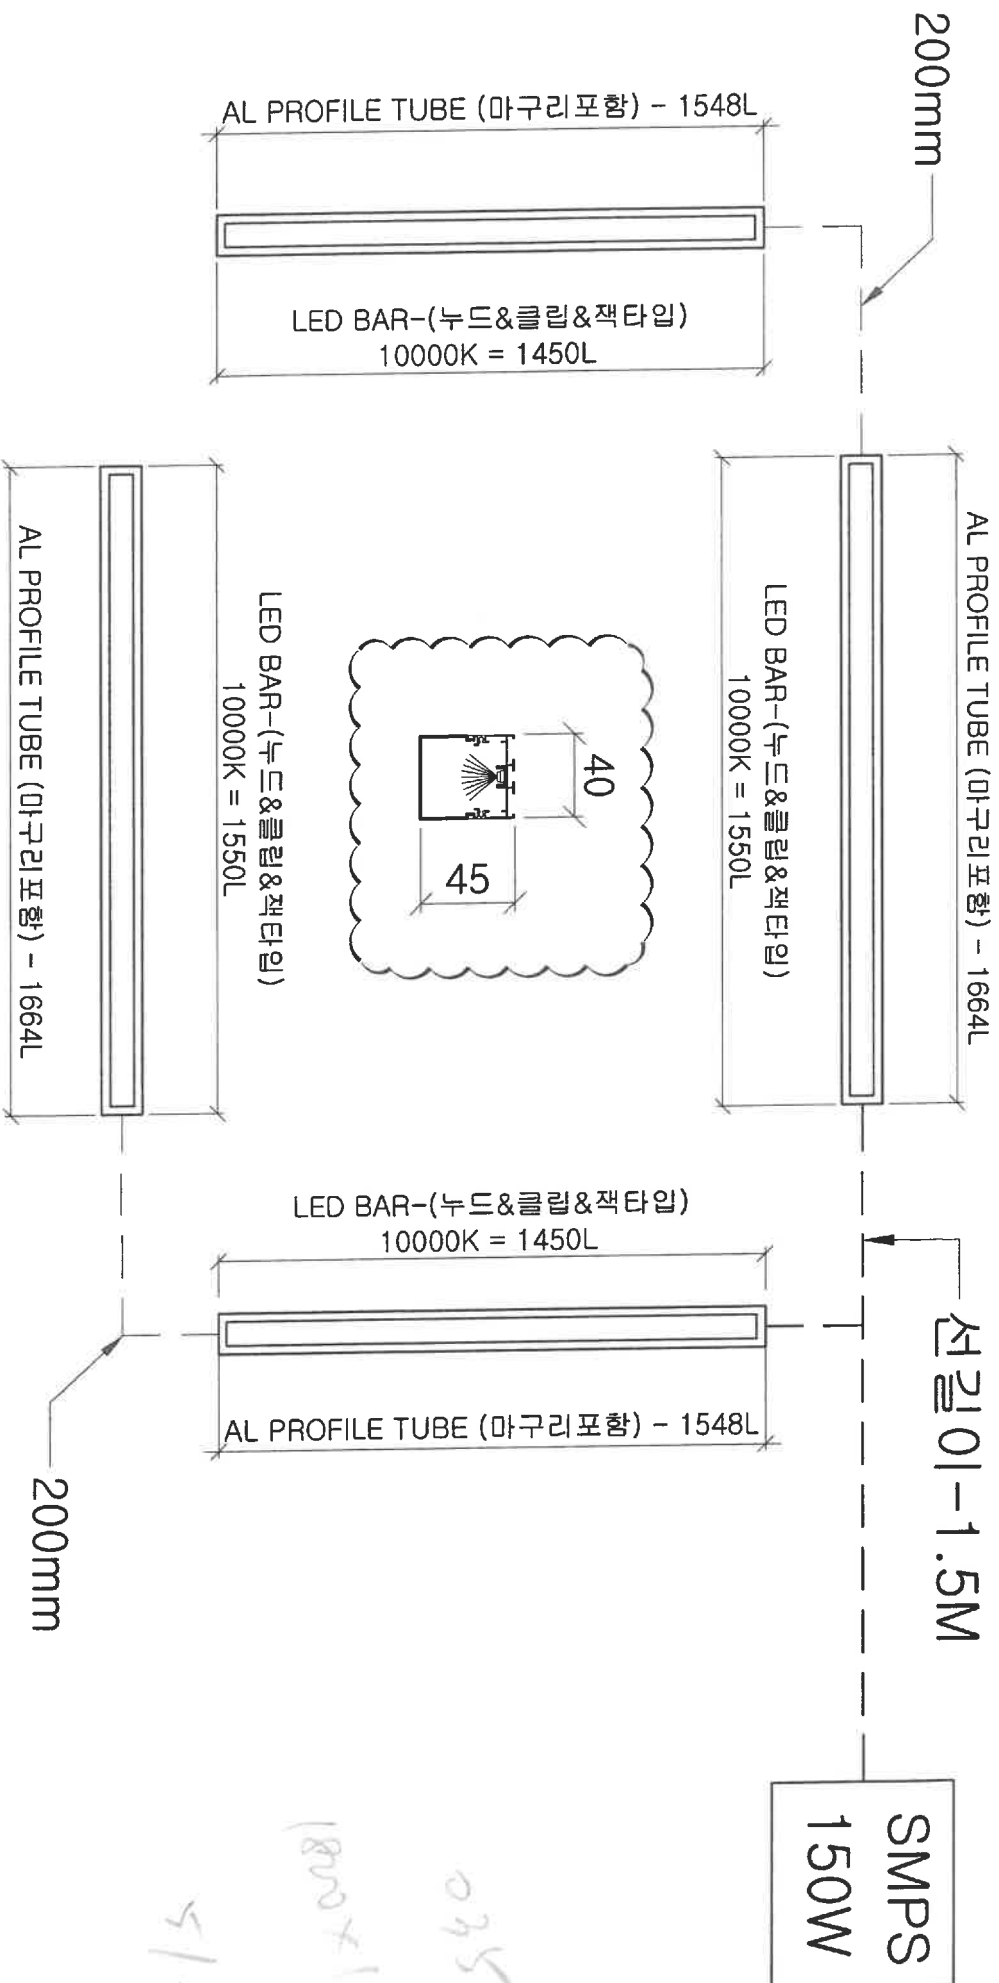 200mm
AL PROFILE TUBE (마구리포함) - 1548L
LED BAR-(누드&클립&잭타입)
10000K = 1450L
AL PROFILE TUBE (마구리포함) - 1664L
LED BAR-(누드&클립&잭타입)
10000K = 1550L
40
45
LED BAR-(누드&클립&잭타입)
10000K = 1550L
AL PROFILE TUBE (마구리포함) - 1664L
LED BAR-(누드&클립&잭타입)
10000K = 1450L
AL PROFILE TUBE (마구리포함) - 1548L
선길이-1.5M
200mm
SMPS
150W